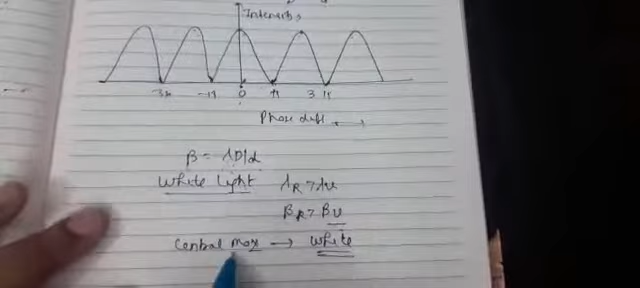 Intensity
-3π -π 0 π 3π
Phase diff. →
β = λD/d
White light λR > λv
βR > βv
Central max → White